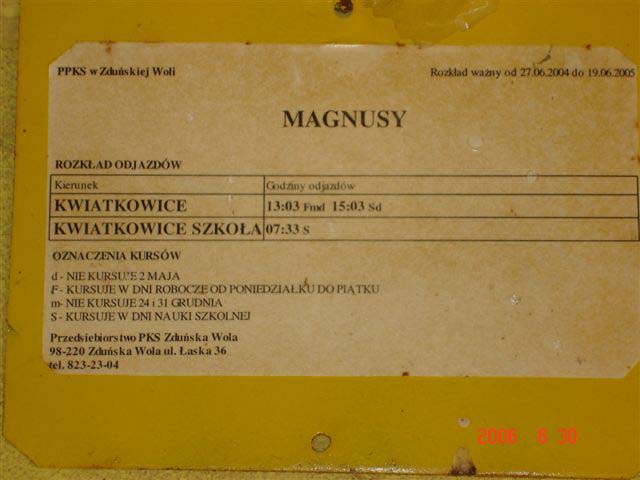 PPKS w Zduńskiej Woli
Rozkład ważny od 27.06.2004 do 19.06.2005
MAGNUSY
ROZKŁAD ODJAZDÓW
Kierunek Godziny odjazdów
KWIATKOWICE 13:03 Fmd 15:03 Sd
KWIATKOWICE SZKOŁA 07:33 S
OZNACZENIA KURSÓW
d - NIE KURSUJE 2 MAJA
F - KURSUJE W DNI ROBOCZE OD PONIEDZIAŁKU DO PIĄTKU
m- NIE KURSUJE 24 i 31 GRUDNIA
S - KURSUJE W DNI NAUKI SZKOLNEJ
Przedsiebiorstwo PKS Zduńska Wola
98-220 Zduńska Wola ul. Łaska 36
tel. 823-23-04
2006 6 30